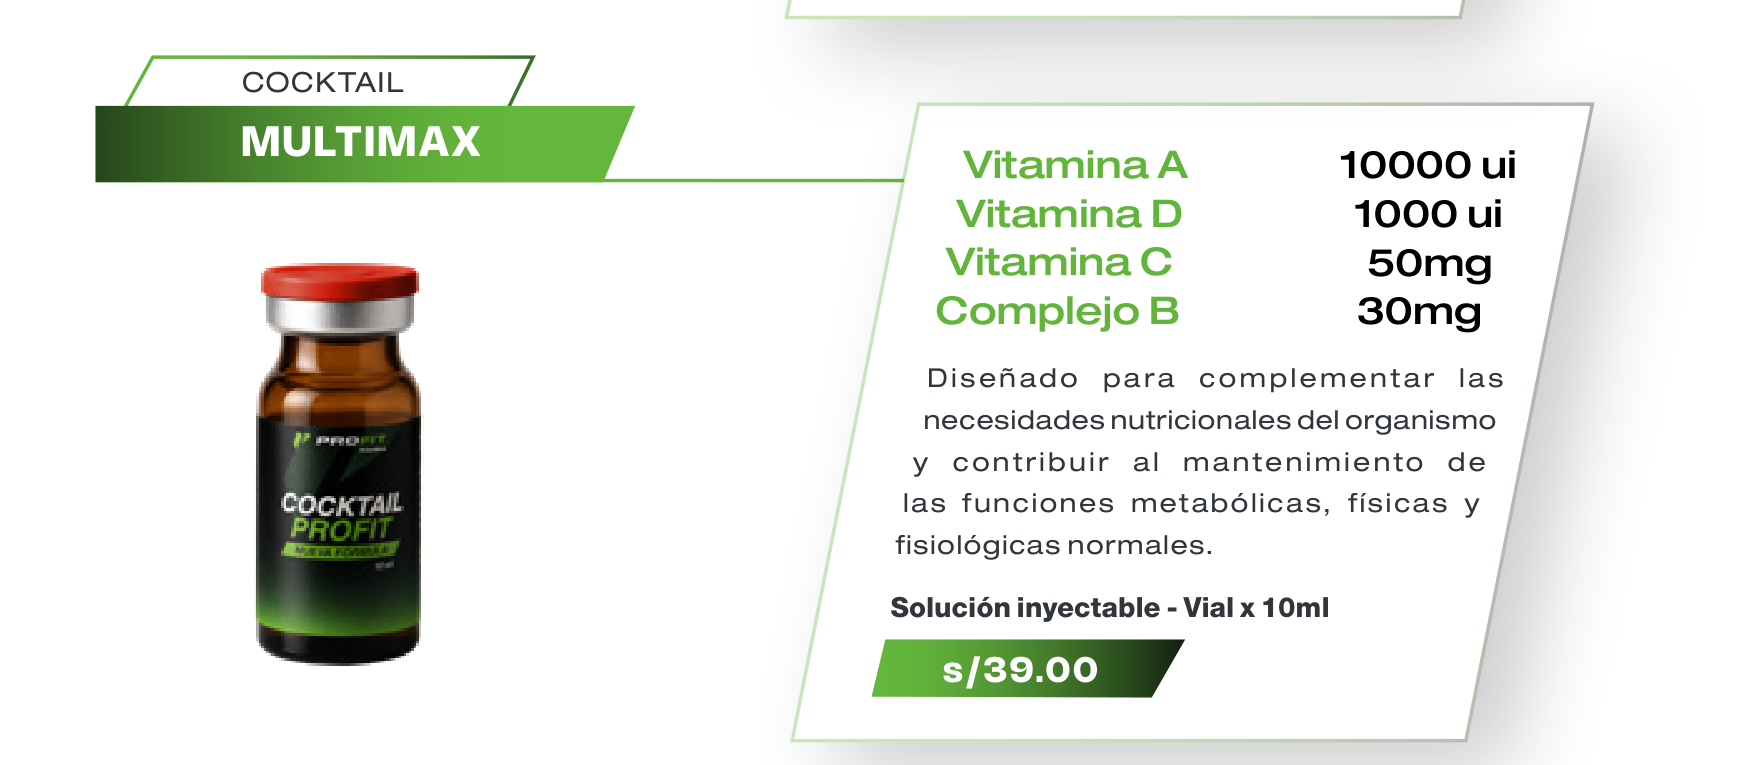 COCKTAIL
MULTIMAX
Vitamina A 10000 ui
Vitamina D 1000 ui
Vitamina C 50mg
Complejo B 30mg
Diseñado para complementar las
necesidades nutricionales del organismo
y contribuir al mantenimiento de
las funciones metabólicas, físicas y
fisiológicas normales.
Solución inyectable - Vial x 10ml
s/39.00
PROFIT
COCKTAIL
PROFIT
NUEVA FÓRMULA